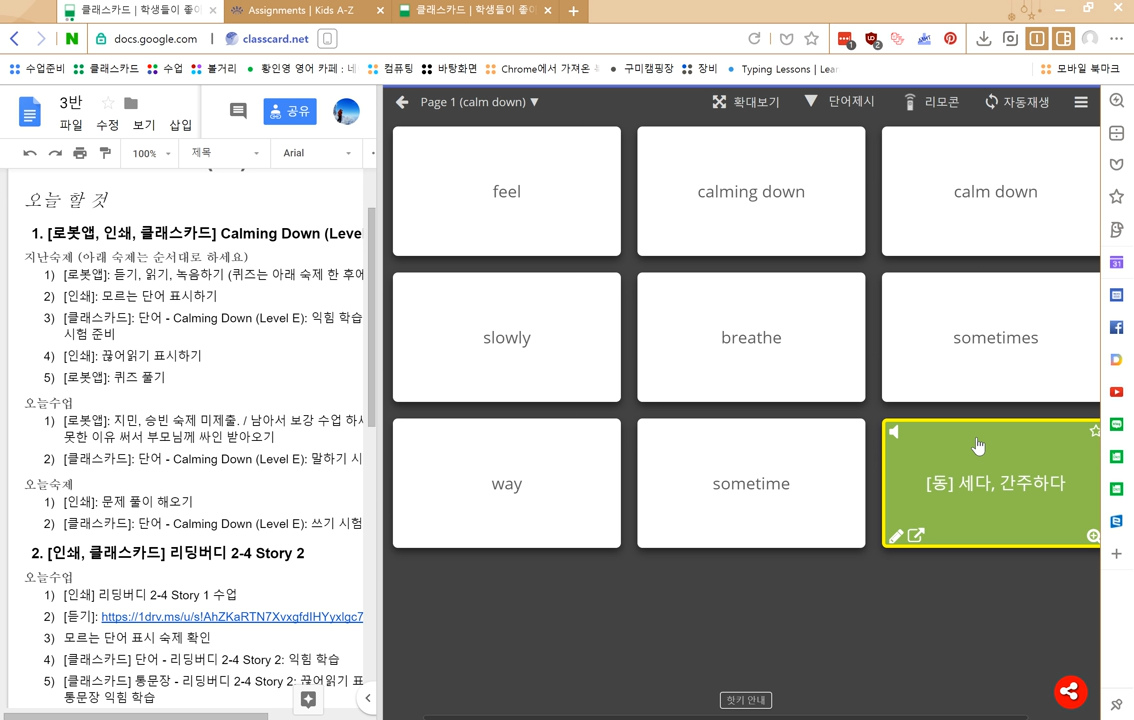 클래스카드 | 학생들이 좋아
Assignments | Kids A-Z
클래스카드 | 학생들이 좋아
docs.google.com
classcard.net
수업준비
클래스카드
수업
볼거리
황인영 영어 카페 : 네
컴퓨팅
바탕화면
Chrome에서 가져온
구미캠핑장
장비
Typing Lessons | Lear
모바일 북마크
3반
파일 수정 보기 삽입
공유
100% 제목 Arial
오늘 할 것
1. [로봇앱, 인쇄, 클래스카드] Calming Down (Leve
지난숙제 (아래 숙제는 순서대로 하세요)
1) [로봇앱]: 듣기, 읽기, 녹음하기 (퀴즈는 아래 숙제 한 후에
2) [인쇄]: 모르는 단어 표시하기
3) [클래스카드]: 단어 - Calming Down (Level E): 익힘 학습
시험 준비
4) [인쇄]: 끊어읽기 표시하기
5) [로봇앱]: 퀴즈 풀기
오늘수업
1) [로봇앱]: 지민, 승빈 숙제 미제출. / 남아서 보강 수업 하시
못한 이유 써서 부모님께 싸인 받아오기
2) [클래스카드]: 단어 - Calming Down (Level E): 말하기 시
오늘숙제
1) [인쇄]: 문제 풀이 해오기
2) [클래스카드]: 단어 - Calming Down (Level E): 쓰기 시험
2. [인쇄, 클래스카드] 리딩버디 2-4 Story 2
오늘수업
1) [인쇄] 리딩버디 2-4 Story 1 수업
2) [듣기]: https://1drv.ms/u/s!AhZKaRTN7XvxgfdIHYyxlgc7
3) 모르는 단어 표시 숙제 확인
4) [클래스카드] 단어 - 리딩버디 2-4 Story 2: 익힘 학습
5) [클래스카드] 통문장 - 리딩버디 2-4 Story 2: 끊어읽기 표
통문장 익힘 학습
Page 1 (calm down) ▼
확대보기
단어제시
리모콘
자동재생
feel
calming down
calm down
slowly
breathe
sometimes
way
sometime
[동] 세다, 간주하다
핫키 안내